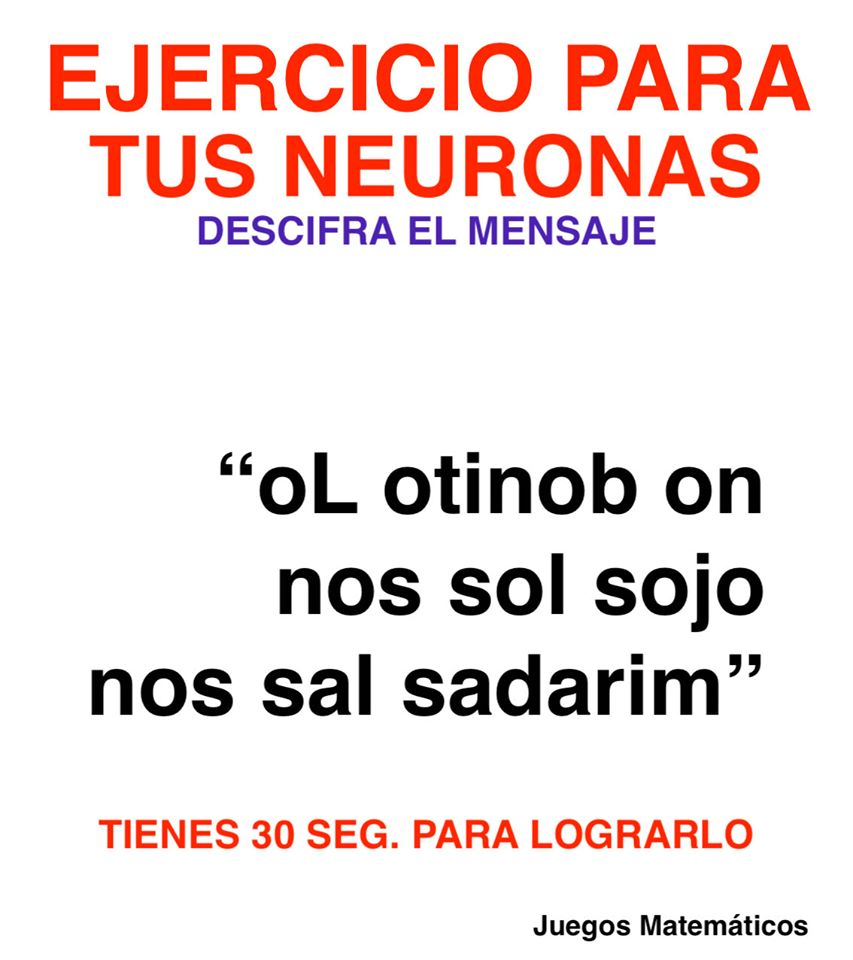 EJERCICIO PARA
TUS NEURONAS
DESCIFRA EL MENSAJE
“oL otinob on
nos sol sojo
nos sal sadarim”
TIENES 30 SEG. PARA LOGRARLO
Juegos Matemáticos